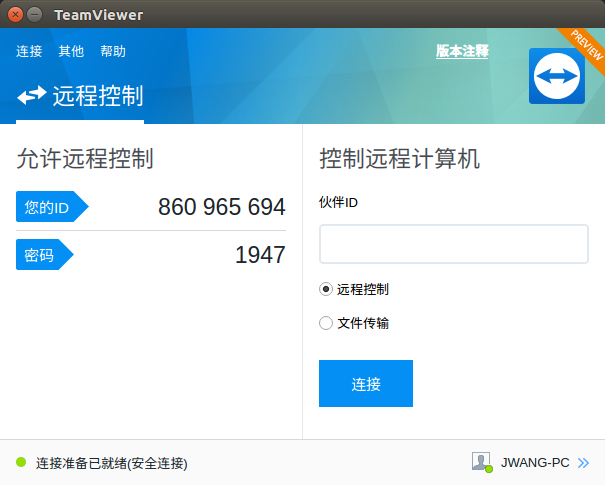 TeamViewer
连接 其他 帮助
版本注释
PREVIEW
远程控制
允许远程控制
您的ID 860 965 694
密码 1947
控制远程计算机
伙伴ID
远程控制
文件传输
连接
连接准备已就绪(安全连接)
JWANG-PC